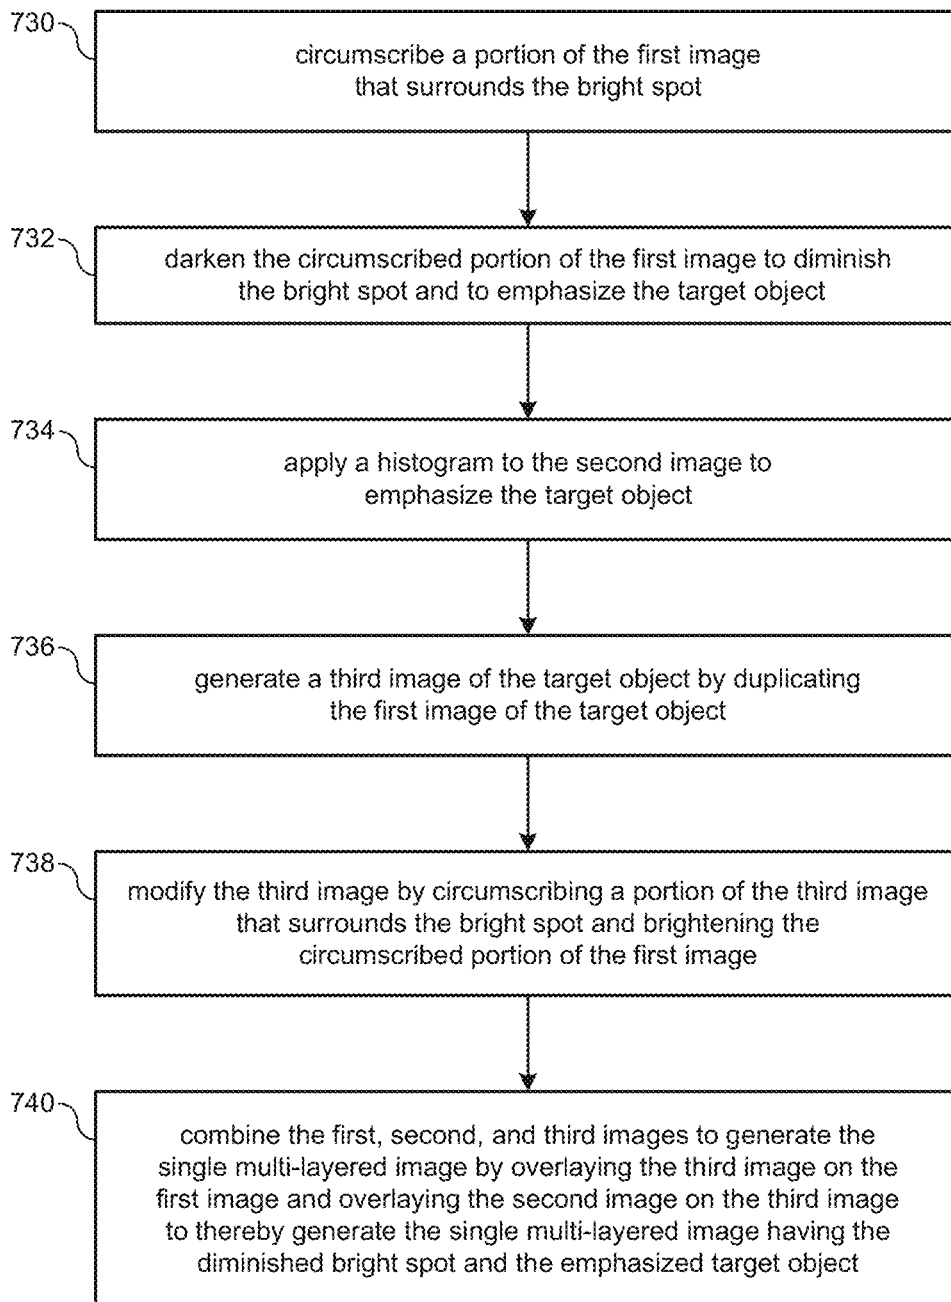 730
circumscribe a portion of the first image
that surrounds the bright spot
732
darken the circumscribed portion of the first image to diminish
the bright spot and to emphasize the target object
734
apply a histogram to the second image to
emphasize the target object
736
generate a third image of the target object by duplicating
the first image of the target object
738
modify the third image by circumscribing a portion of the third image
that surrounds the bright spot and brightening the
circumscribed portion of the first image
740
combine the first, second, and third images to generate the
single multi-layered image by overlaying the third image on the
first image and overlaying the second image on the third image
to thereby generate the single multi-layered image having the
diminished bright spot and the emphasized target object